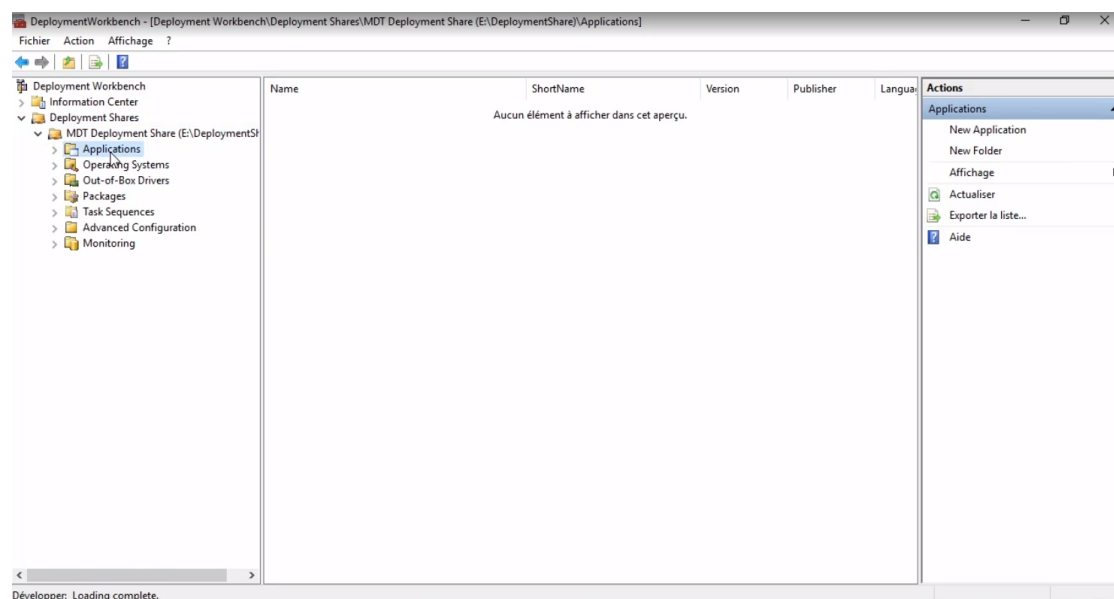 DeploymentWorkbench - [Deployment Workbench\Deployment Shares\MDT Deployment Share (E:\DeploymentShare)\Applications]
Fichier Action Affichage ?
Deployment Workbench
Information Center
Deployment Shares
MDT Deployment Share (E:\DeploymentSh
Applications
Operating Systems
Out-of-Box Drivers
Packages
Task Sequences
Advanced Configuration
Monitoring
Name ShortName Version Publisher Languag
Aucun élément à afficher dans cet aperçu.
Actions
Applications
New Application
New Folder
Affichage
Actualiser
Exporter la liste...
Aide
Développer: Loading complete.